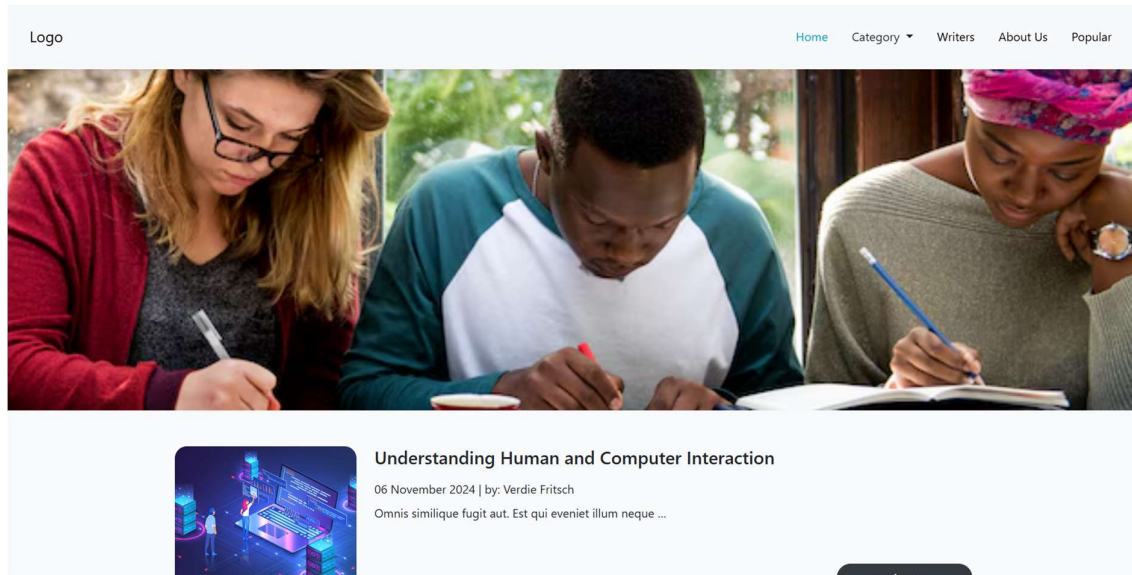 Logo
Home Category Writers About Us Popular
Understanding Human and Computer Interaction
06 November 2024 | by: Verdie Fritsch
Omnis similique fugit aut. Est qui eveniet illum neque ...